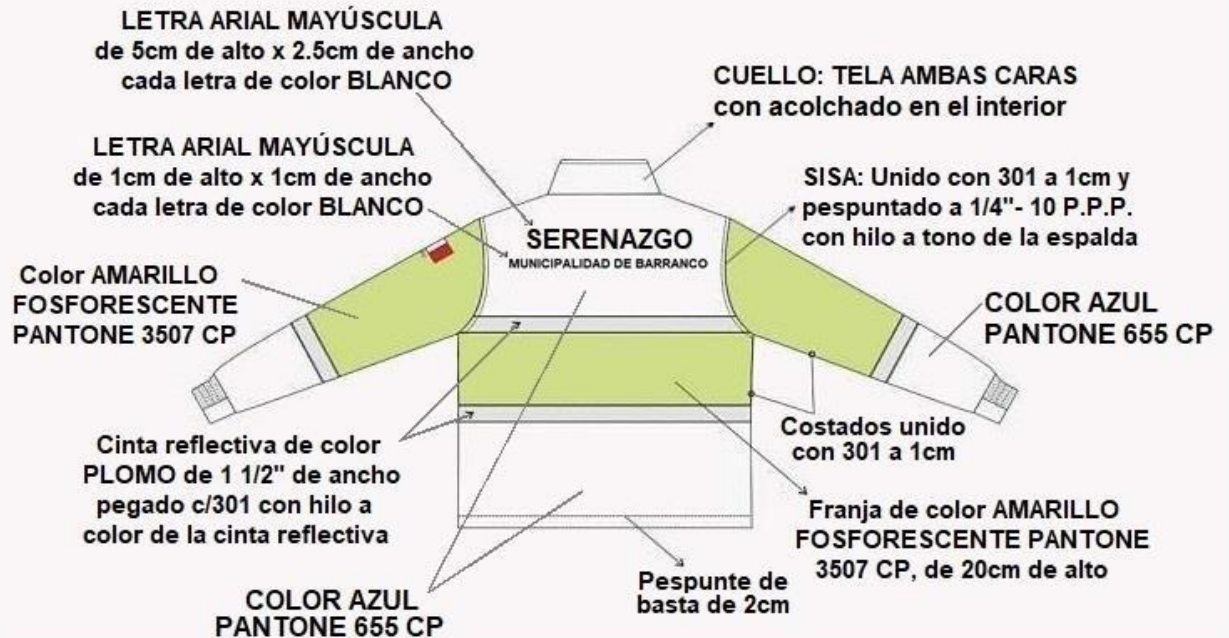 LETRA ARIAL MAYÚSCULA
de 5cm de alto x 2.5cm de ancho
cada letra de color BLANCO
CUELLO: TELA AMBAS CARAS
con acolchado en el interior
LETRA ARIAL MAYÚSCULA
de 1cm de alto x 1cm de ancho
cada letra de color BLANCO
SISA: Unido con 301 a 1cm y
pespuntado a 1/4"- 10 P.P.P.
con hilo a tono de la espalda
SERENAZGO
MUNICIPALIDAD DE BARRANCO
Color AMARILLO
FOSFORESCENTE
PANTONE 3507 CP
COLOR AZUL
PANTONE 655 CP
Cinta reflectiva de color
PLOMO de 1 1/2" de ancho
pegado c/301 con hilo a
color de la cinta reflectiva
Costados unido
con 301 a 1cm
Franja de color AMARILLO
FOSFORESCENTE PANTONE
3507 CP, de 20cm de alto
Pespunte de
basta de 2cm
COLOR AZUL
PANTONE 655 CP